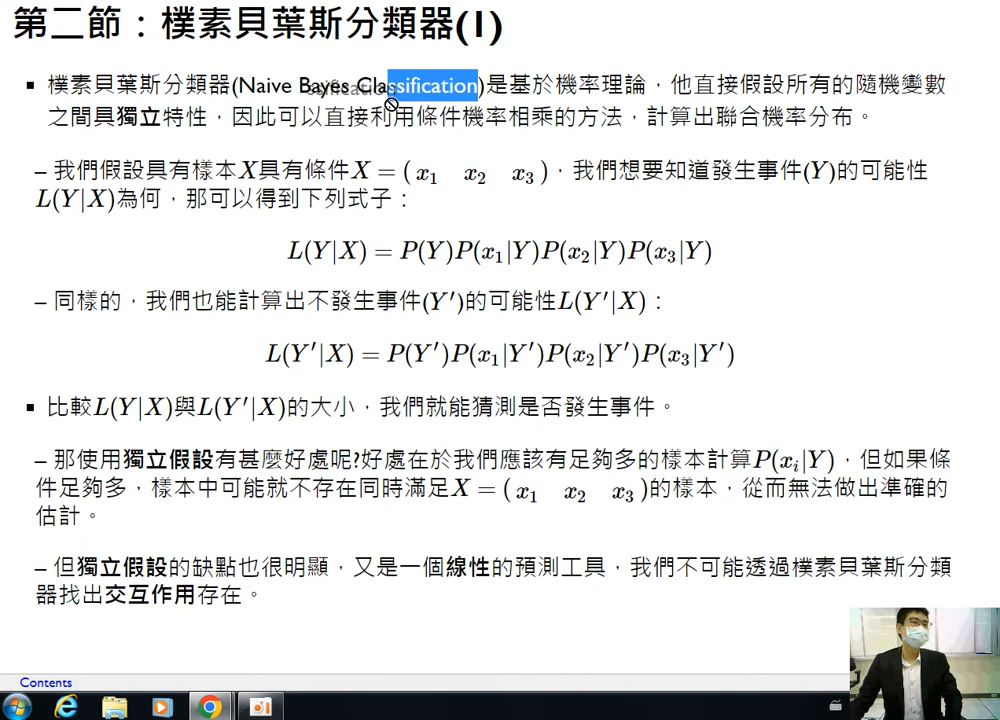 第二節：樸素貝葉斯分類器(1)
▪ 樸素貝葉斯分類器(Naive Bayes Classification)是基於機率理論，他直接假設所有的隨機變數
之間具獨立特性，因此可以直接利用條件機率相乘的方法，計算出聯合機率分布。
– 我們假設具有樣本X具有條件X = ( x₁ x₂ x₃ )，我們想要知道發生事件(Y)的可能性
L(Y|X)為何，那可以得到下列式子：
L(Y|X) = P(Y)P(x₁|Y)P(x₂|Y)P(x₃|Y)
– 同樣的，我們也能計算出不發生事件(Y′)的可能性L(Y′|X)：
L(Y′|X) = P(Y′)P(x₁|Y′)P(x₂|Y′)P(x₃|Y′)
▪ 比較L(Y|X)與L(Y′|X)的大小，我們就能猜測是否發生事件。
– 那使用獨立假設有甚麼好處呢?好處在於我們應該有足夠多的樣本計算P(xᵢ|Y)，但如果條
件足夠多，樣本中可能就不存在同時滿足X = ( x₁ x₂ x₃ )的樣本，從而無法做出準確的
估計。
– 但獨立假設的缺點也很明顯，又是一個線性的預測工具，我們不可能透過樸素貝葉斯分類
器找出交互作用存在。
Contents